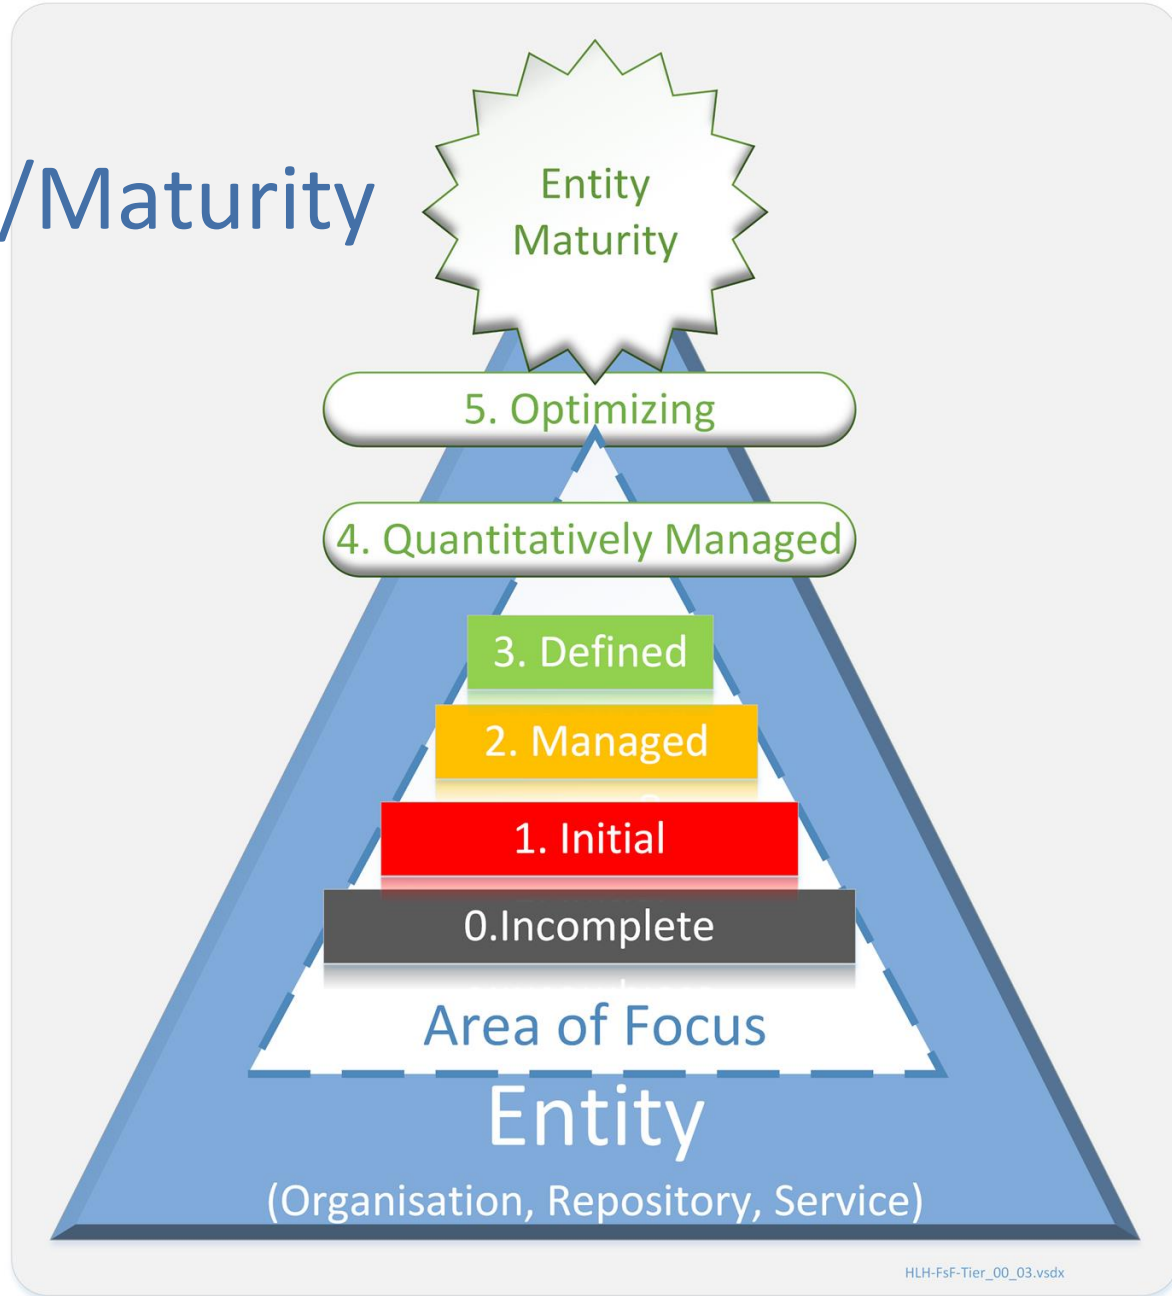 /Maturity
Entity
Maturity
5. Optimizing
4. Quantitatively Managed
3. Defined
2. Managed
1. Initial
0.Incomplete
Area of Focus
Entity
(Organisation, Repository, Service)
HLH-FsF-Tier_00_03.vsdx